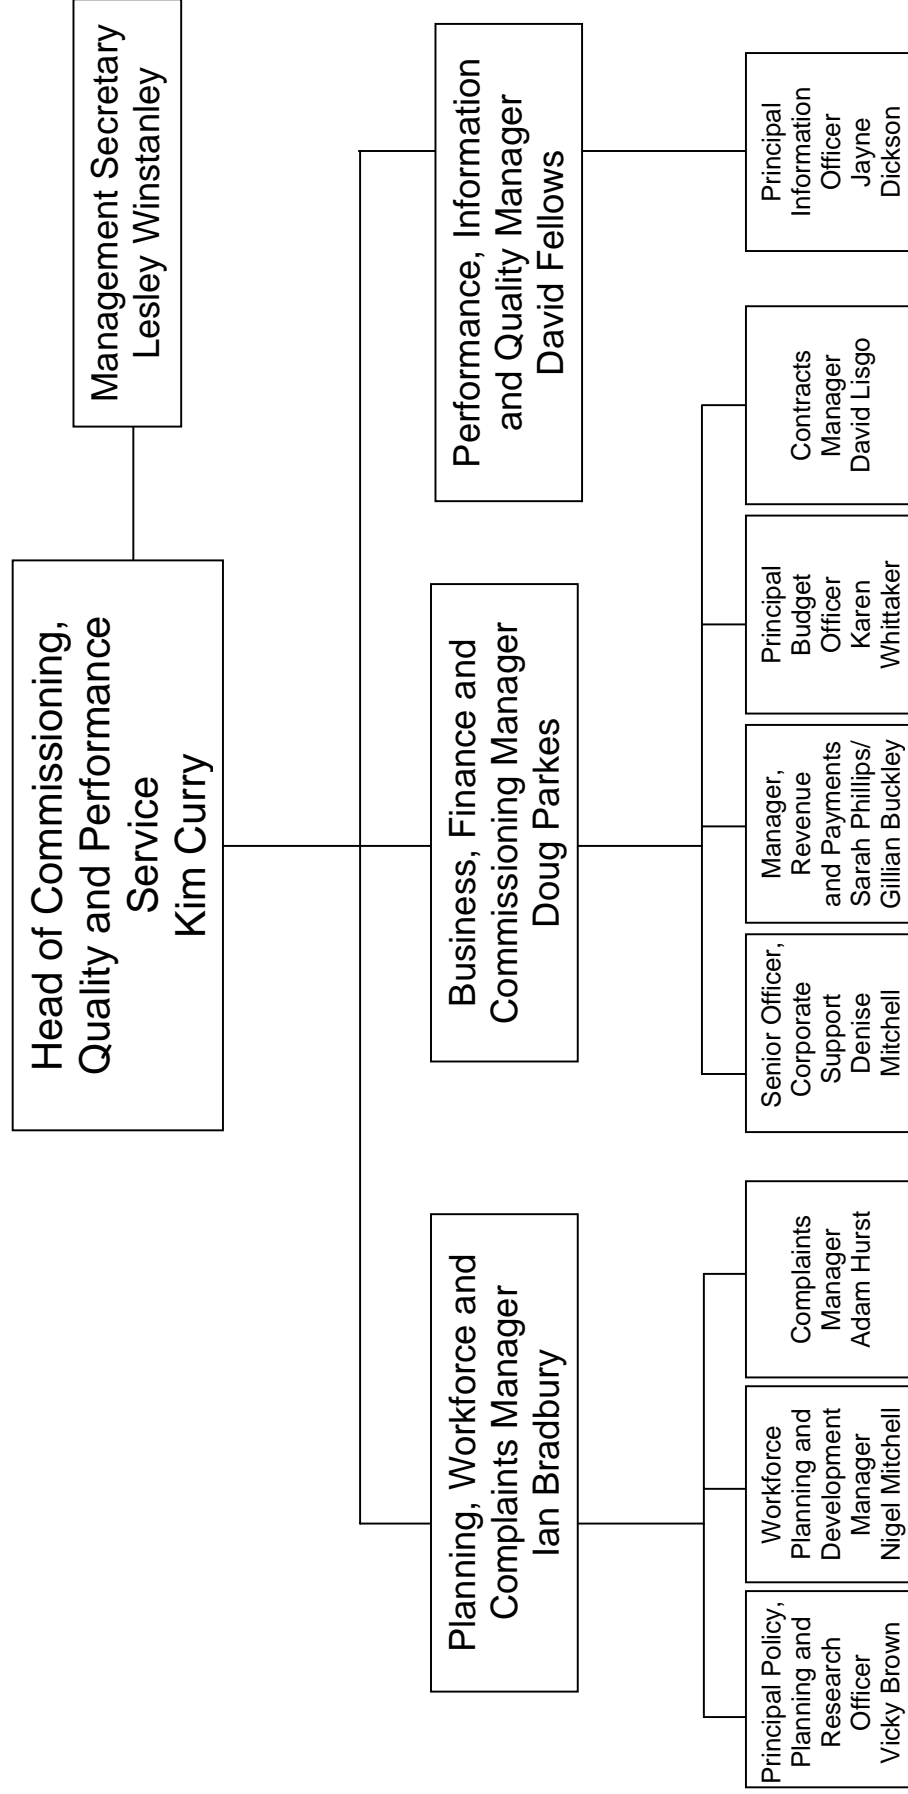 Head of Commissioning,
Quality and Performance
Service
Kim Curry
Management Secretary
Lesley Winstanley
Planning, Workforce and
Complaints Manager
Ian Bradbury
Business, Finance and
Commissioning Manager
Doug Parkes
Performance, Information
and Quality Manager
David Fellows
Principal Policy,
Planning and
Research
Officer
Vicky Brown
Workforce
Planning and
Development
Manager
Nigel Mitchell
Complaints
Manager
Adam Hurst
Senior Officer,
Corporate
Support
Denise
Mitchell
Manager,
Revenue
and Payments
Sarah Phillips/
Gillian Buckley
Principal
Budget
Officer
Karen
Whittaker
Contracts
Manager
David Lisgo
Principal
Information
Officer
Jayne
Dickson